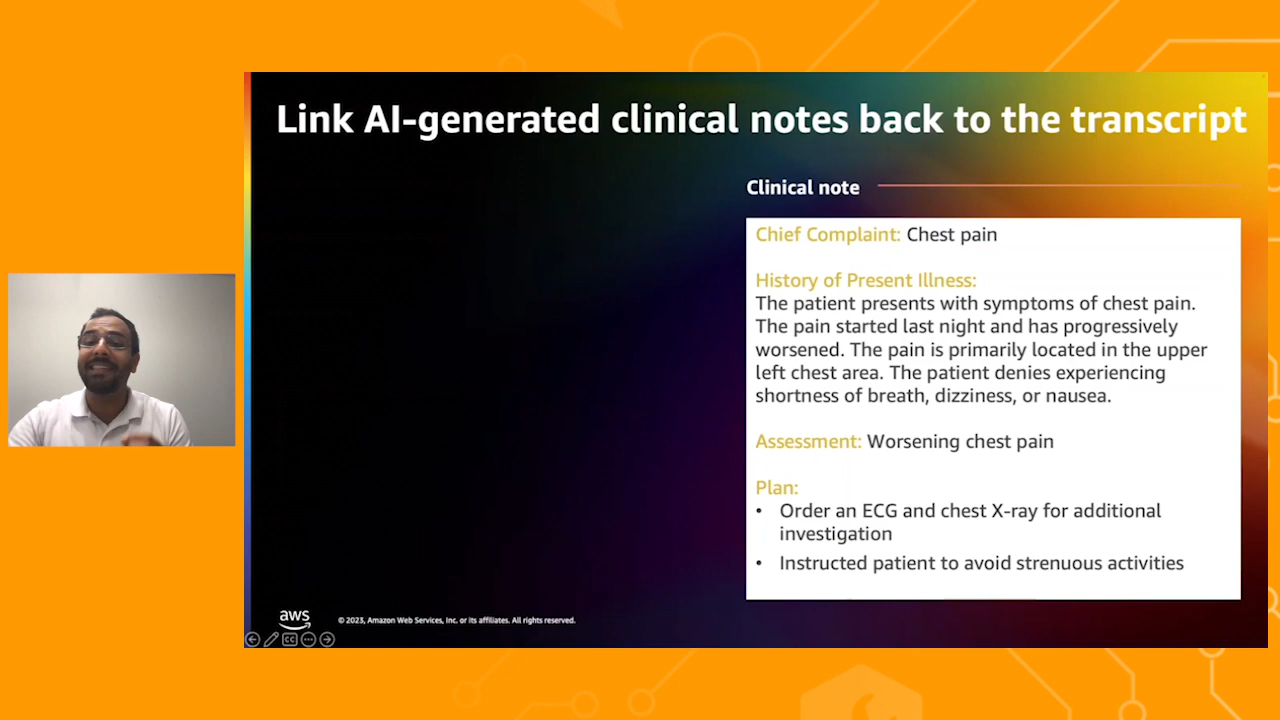 Link AI-generated clinical notes back to the transcript
Clinical note
Chief Complaint: Chest pain
History of Present Illness:
The patient presents with symptoms of chest pain.
The pain started last night and has progressively
worsened. The pain is primarily located in the upper
left chest area. The patient denies experiencing
shortness of breath, dizziness, or nausea.
Assessment: Worsening chest pain
Plan:
• Order an ECG and chest X-ray for additional
investigation
• Instructed patient to avoid strenuous activities
aws
© 2023, Amazon Web Services, Inc. or its affiliates. All rights reserved.
CC